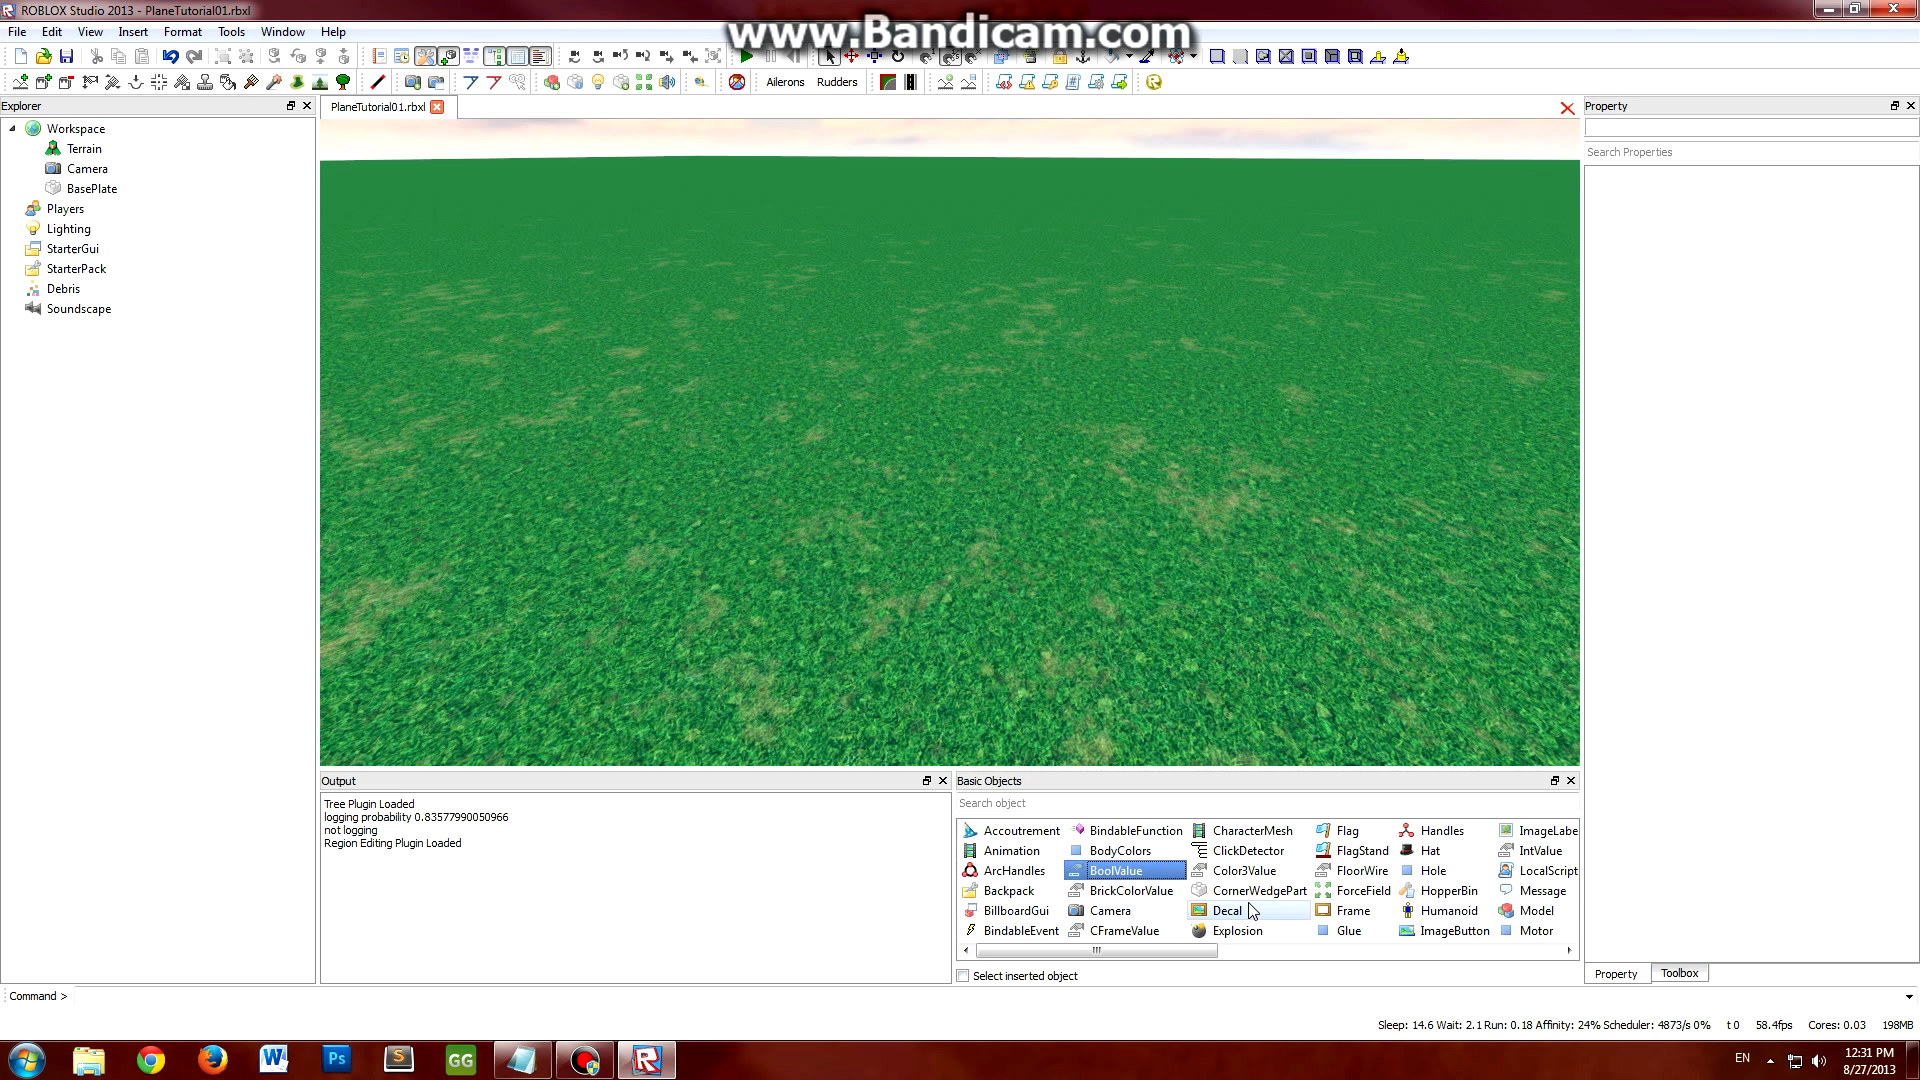 ROBLOX Studio 2013 - PlaneTutorial01.rbxl
www.Bandicam.com
File Edit View Insert Format Tools Window Help
Ailerons Rudders
Explorer
PlaneTutorial01.rbxl
Property
Workspace
Terrain
Camera
BasePlate
Players
Lighting
StarterGui
StarterPack
Debris
Soundscape
Search Properties
Output
Tree Plugin Loaded
logging probability 0.83577990050966
not logging
Region Editing Plugin Loaded
Basic Objects
Search object
Accoutrement BindableFunction CharacterMesh Flag Handles ImageLabe
Animation BodyColors ClickDetector FlagStand Hat IntValue
ArcHandles BoolValue Color3Value FloorWire Hole LocalScript
Backpack BrickColorValue CornerWedgePart ForceField HopperBin Message
BillboardGui Camera Decal Frame Humanoid Model
BindableEvent CFrameValue Explosion Glue ImageButton Motor
Select inserted object
Property Toolbox
Command >
Sleep: 14.6 Wait: 2.1 Run: 0.18 Affinity: 24% Scheduler: 4873/s 0% t 0 58.4fps Cores: 0.03 198MB
W Ps S GG
EN
12:31 PM
8/27/2013